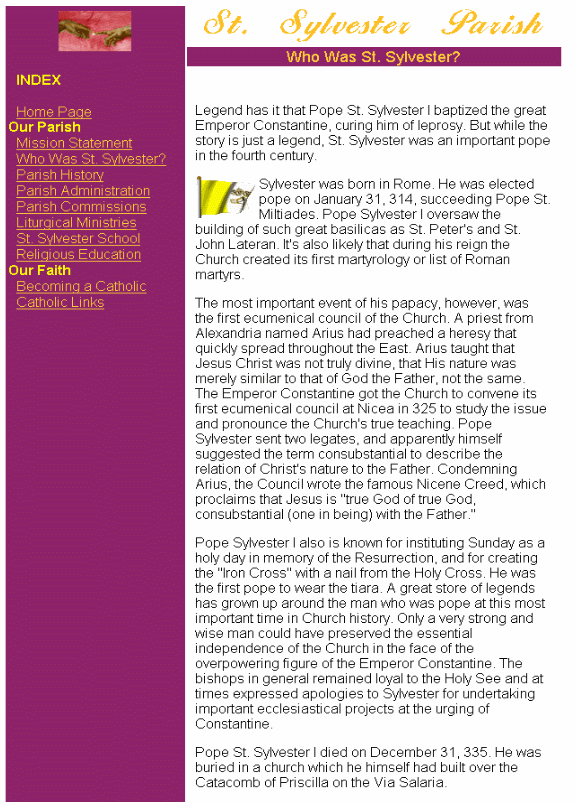 St. Sylvester Parish
Who Was St. Sylvester?
INDEX
Home Page
Our Parish
Mission Statement
Who Was St. Sylvester?
Parish History
Parish Administration
Parish Commissions
Liturgical Ministries
St. Sylvester School
Religious Education
Our Faith
Becoming a Catholic
Catholic Links
Legend has it that Pope St. Sylvester I baptized the great
Emperor Constantine, curing him of leprosy. But while the
story is just a legend, St. Sylvester was an important pope
in the fourth century.
Sylvester was born in Rome. He was elected
pope on January 31, 314, succeeding Pope St.
Miltiades. Pope Sylvester I oversaw the
building of such great basilicas as St. Peter's and St.
John Lateran. It's also likely that during his reign the
Church created its first martyrology or list of Roman
martyrs.
The most important event of his papacy, however, was
the first ecumenical council of the Church. A priest from
Alexandria named Arius had preached a heresy that
quickly spread throughout the East. Arius taught that
Jesus Christ was not truly divine, that His nature was
merely similar to that of God the Father, not the same.
The Emperor Constantine got the Church to convene its
first ecumenical council at Nicea in 325 to study the issue
and pronounce the Church's true teaching. Pope
Sylvester sent two legates, and apparently himself
suggested the term consubstantial to describe the
relation of Christ's nature to the Father. Condemning
Arius, the Council wrote the famous Nicene Creed, which
proclaims that Jesus is "true God of true God,
consubstantial (one in being) with the Father."
Pope Sylvester I also is known for instituting Sunday as a
holy day in memory of the Resurrection, and for creating
the "Iron Cross" with a nail from the Holy Cross. He was
the first pope to wear the tiara. A great store of legends
has grown up around the man who was pope at this most
important time in Church history. Only a very strong and
wise man could have preserved the essential
independence of the Church in the face of the
overpowering figure of the Emperor Constantine. The
bishops in general remained loyal to the Holy See and at
times expressed apologies to Sylvester for undertaking
important ecclesiastical projects at the urging of
Constantine.
Pope St. Sylvester I died on December 31, 335. He was
buried in a church which he himself had built over the
Catacomb of Priscilla on the Via Salaria.